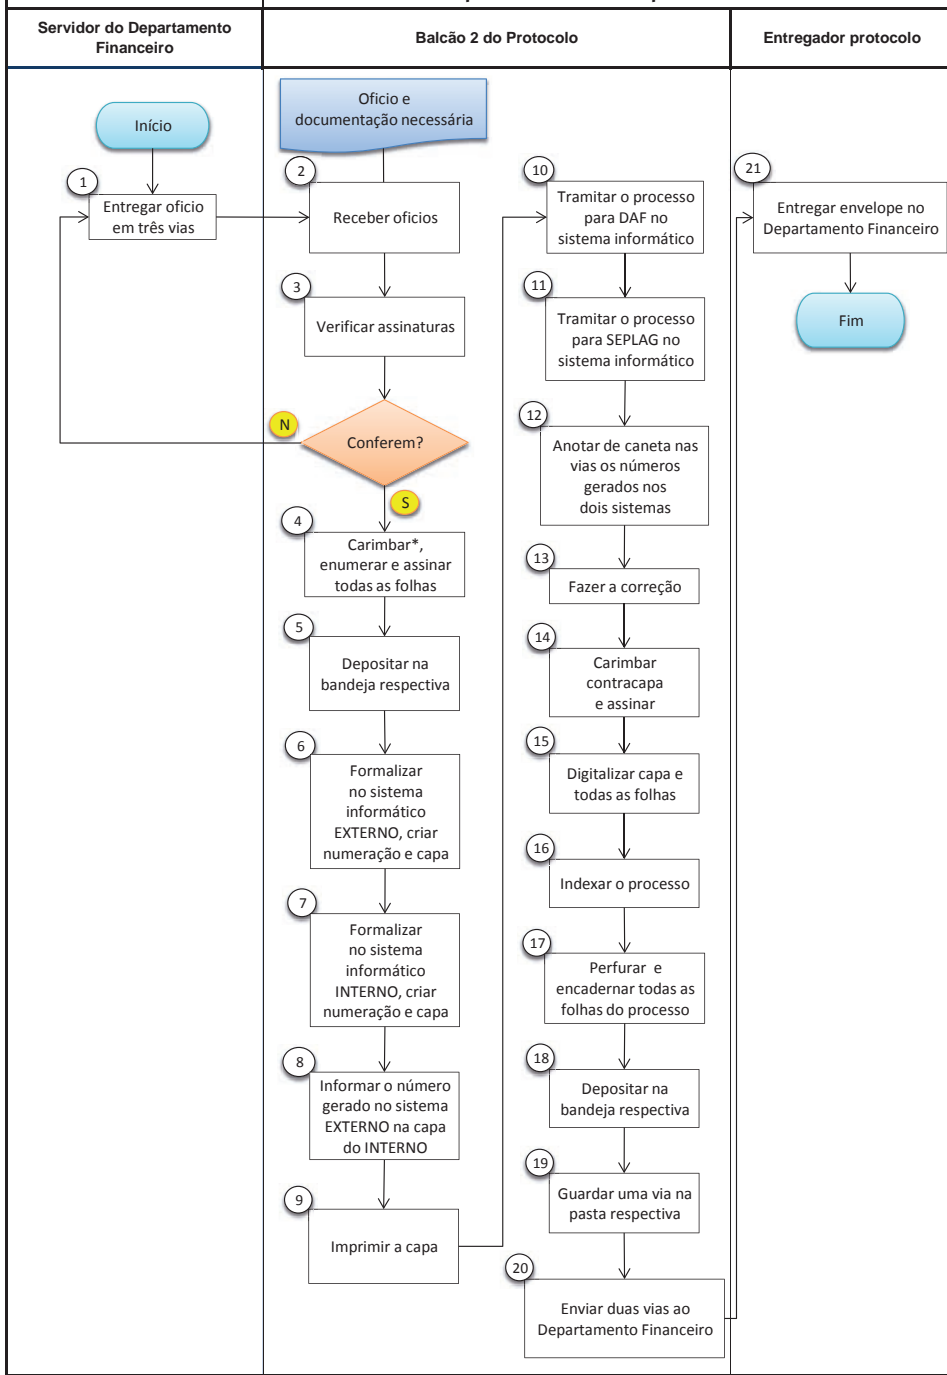 Servidor do Departamento
Financeiro
Balcão 2 do Protocolo
Entregador protocolo
Início
1
Entregar oficio
em três vias
Oficio e
documentação necessária
2
Receber oficios
3
Verificar assinaturas
Conferem?
N
S
4
Carimbar*,
enumerar e assinar
todas as folhas
5
Depositar na
bandeja respectiva
6
Formalizar
no sistema
informático
EXTERNO, criar
numeração e capa
7
Formalizar
no sistema
informático
INTERNO, criar
numeração e capa
8
Informar o número
gerado no sistema
EXTERNO na capa
do INTERNO
9
Imprimir a capa
10
Tramitar o processo
para DAF no
sistema informático
11
Tramitar o processo
para SEPLAG no
sistema informático
12
Anotar de caneta nas
vias os números
gerados nos
dois sistemas
13
Fazer a correção
14
Carimbar
contracapa
e assinar
15
Digitalizar capa e
todas as folhas
16
Indexar o processo
17
Perfurar e
encadernar todas as
folhas do processo
18
Depositar na
bandeja respectiva
19
Guardar uma via na
pasta respectiva
20
Enviar duas vias ao
Departamento Financeiro
21
Entregar envelope no
Departamento Financeiro
Fim